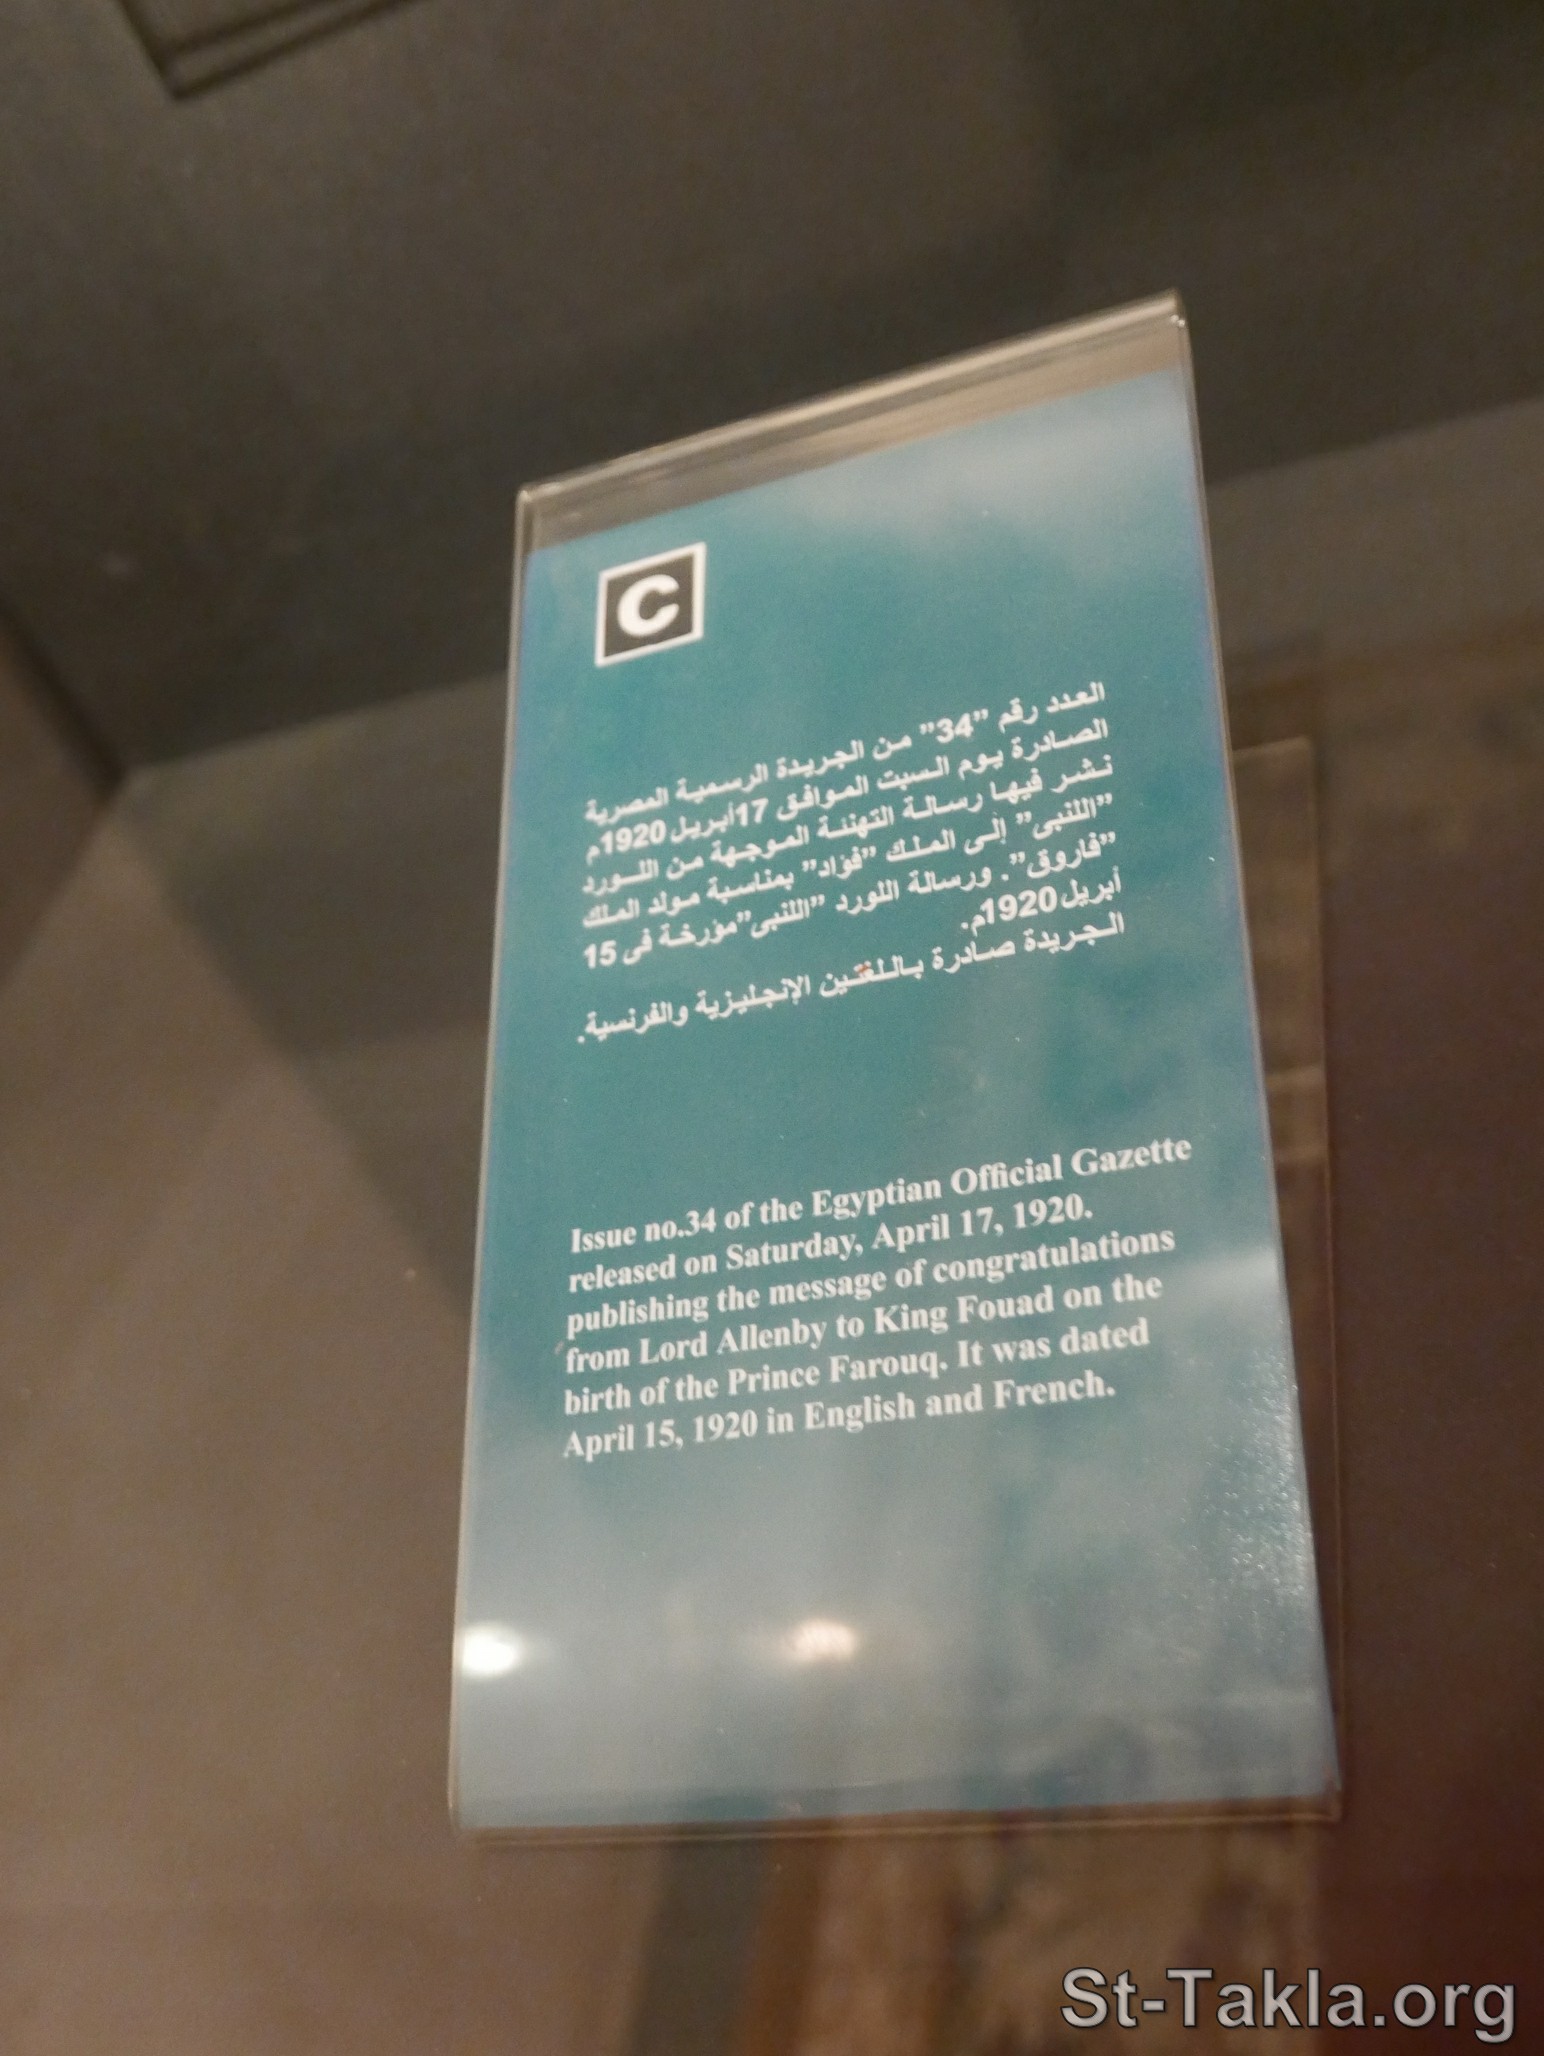 C
العدد رقم "34" من الجريدة الرسمية المصرية
الصادرة يوم السبت الموافق 17أبريل 1920م
نشر فيها رسالة التهنئة الموجهة من اللورد
"اللنبى" إلى الملك "فؤاد" بمناسبة مولد الملك
"فاروق". ورسالة اللورد "اللنبى"مؤرخة فى 15
أبريل 1920م.
الجريدة صادرة باللغتين الإنجليزية والفرنسية.
Issue no.34 of the Egyptian Official Gazette
released on Saturday, April 17, 1920.
publishing the message of congratulations
from Lord Allenby to King Fouad on the
birth of the Prince Farouq. It was dated
April 15, 1920 in English and French.
St-Takla.org